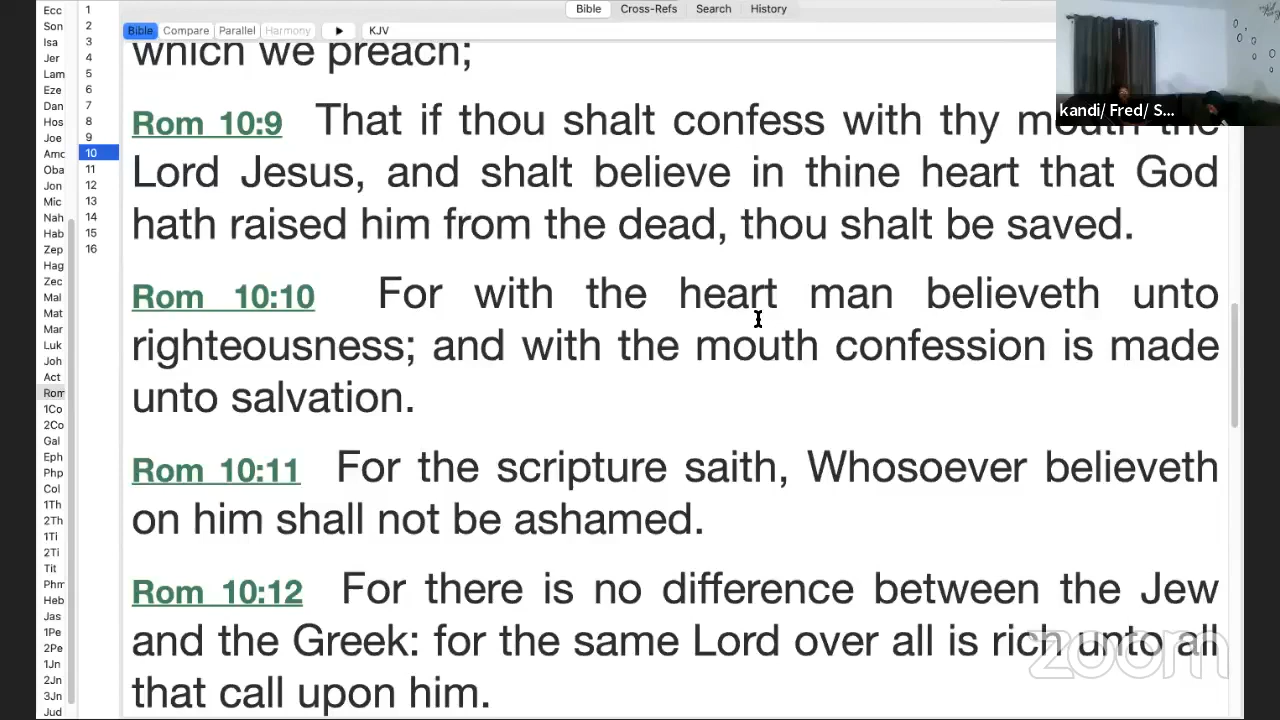 Bible Cross-Refs Search History
Bible Compare Parallel Harmony KJV
Ecc
Son
Isa
Jer
Lam
Eze
Dan
Hos
Joe
Amo
Oba
Jon
Mic
Nah
Hab
Zep
Hag
Zec
Mal
Mat
Mar
Luk
Joh
Act
Rom
1Co
2Co
Gal
Eph
Php
Col
1Th
2Th
1Ti
2Ti
Tit
Phm
Heb
Jas
1Pe
2Pe
1Jn
2Jn
3Jn
Jud
1
2
3
4
5
6
7
8
9
10
11
12
13
14
15
16
which we preach;
Rom 10:9 That if thou shalt confess with thy mouth the
Lord Jesus, and shalt believe in thine heart that God
hath raised him from the dead, thou shalt be saved.
Rom 10:10 For with the heart man believeth unto
righteousness; and with the mouth confession is made
unto salvation.
Rom 10:11 For the scripture saith, Whosoever believeth
on him shall not be ashamed.
Rom 10:12 For there is no difference between the Jew
and the Greek: for the same Lord over all is rich unto all
that call upon him.
kandi/ Fred/ S...
zoom